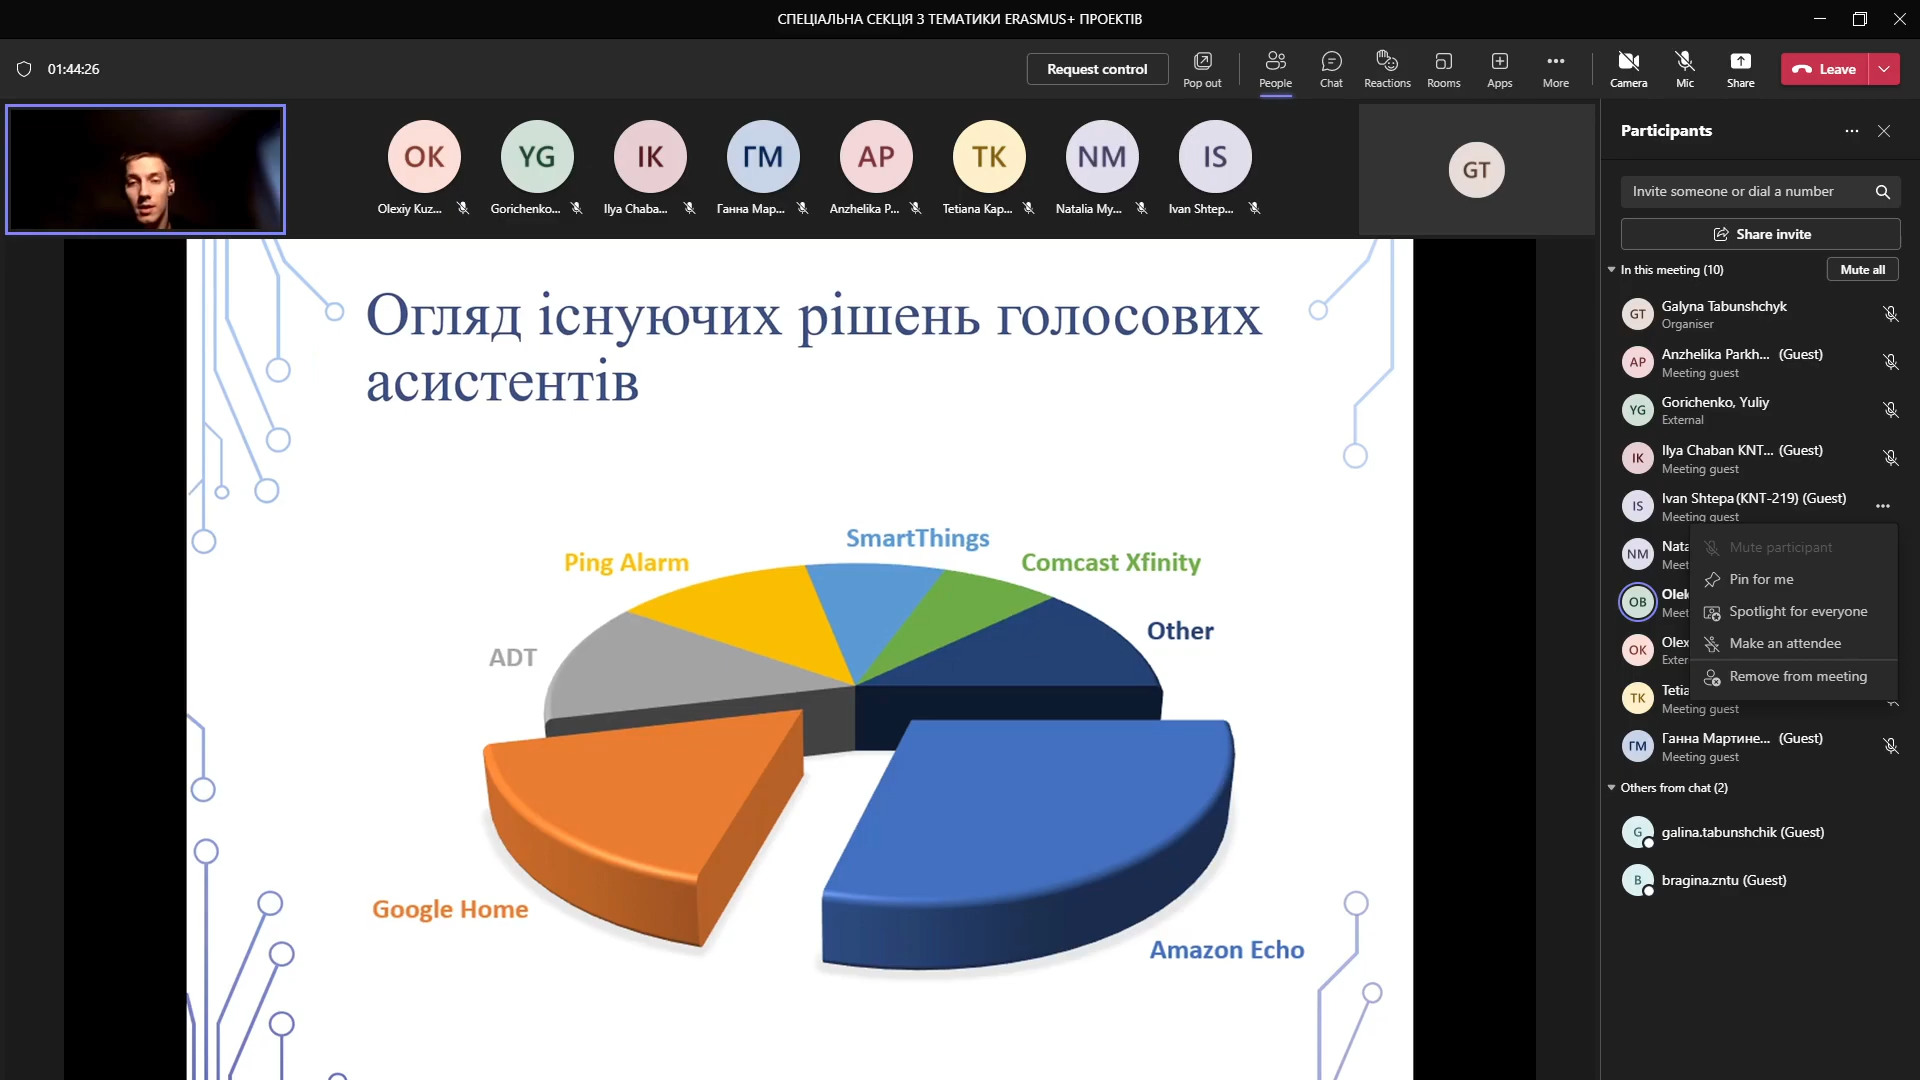 СПЕЦІАЛЬНА СЕКЦІЯ З ТЕМАТИКИ ERASMUS+ ПРОЕКТІВ
01:44:26
Request control
Pop out
People
Chat
Reactions
Rooms
Apps
More
Camera
Mic
Share
Leave
OK
YG
IK
ГМ
AP
TK
NM
IS
GT
Olexiy Kuz...
Gorichenko...
Ilya Chaba...
Ганна Мар...
Anzhelika P...
Tetiana Kap...
Natalia My...
Ivan Shtep...
Огляд існуючих рішень голосових
асистентів
SmartThings
Ping Alarm
Comcast Xfinity
Other
ADT
Google Home
Amazon Echo
Participants
Invite someone or dial a number
Share invite
In this meeting (10)
Mute all
GT
Galyna Tabunshchyk
Organiser
AP
Anzhelika Parkh... (Guest)
Meeting guest
YG
Gorichenko, Yuliy
External
IK
Ilya Chaban KNT... (Guest)
Meeting guest
IS
Ivan Shtepa(KNT-219) (Guest)
Meeting guest
NM
Nata
Meet
OB
Olek
Meet
OK
Olex
Exter
TK
Tetia
Meeting guest
Mute participant
Pin for me
Spotlight for everyone
Make an attendee
Remove from meeting
ГМ
Ганна Мартине... (Guest)
Meeting guest
Others from chat (2)
G
galina.tabunshchik (Guest)
B
bragina.zntu (Guest)